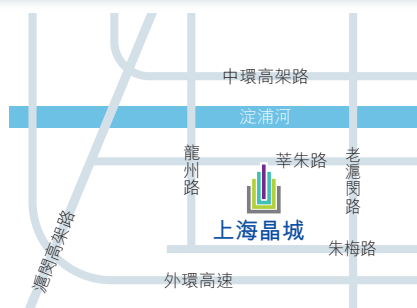 中環高架路
淀浦河
龍州路
莘朱路
老滬閔路
上海晶城
朱梅路
滬閔高架路
外環高速